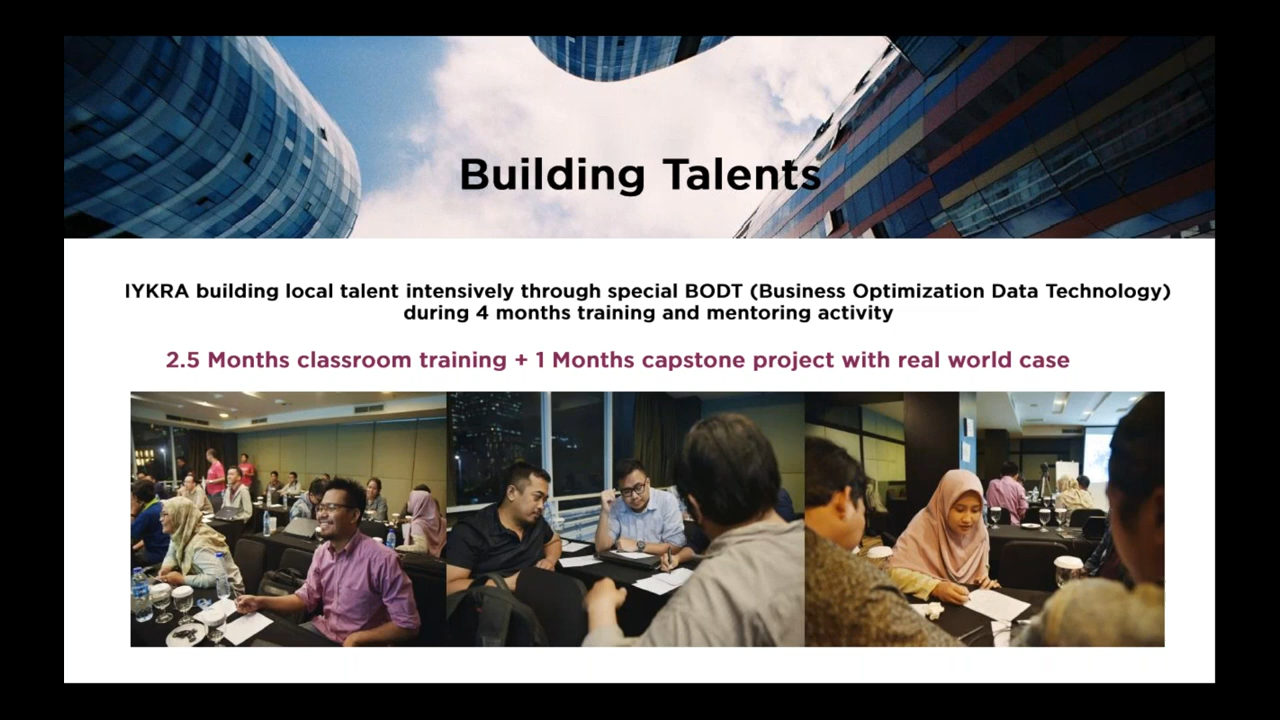 Building Talents
IYKRA building local talent intensively through special BODT (Business Optimization Data Technology)
during 4 months training and mentoring activity
2.5 Months classroom training + 1 Months capstone project with real world case